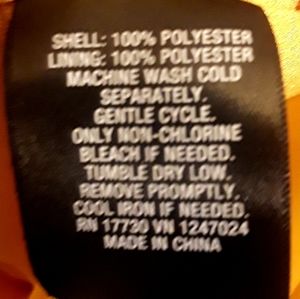 SHELL: 100% POLYESTER
LINING: 100% POLYESTER
MACHINE WASH COLD
SEPARATELY.
GENTLE CYCLE.
ONLY NON-CHLORINE
BLEACH IF NEEDED.
TUMBLE DRY LOW.
REMOVE PROMPTLY.
COOL IRON IF NEEDED.
RN 17730 VN 1247024
MADE IN CHINA